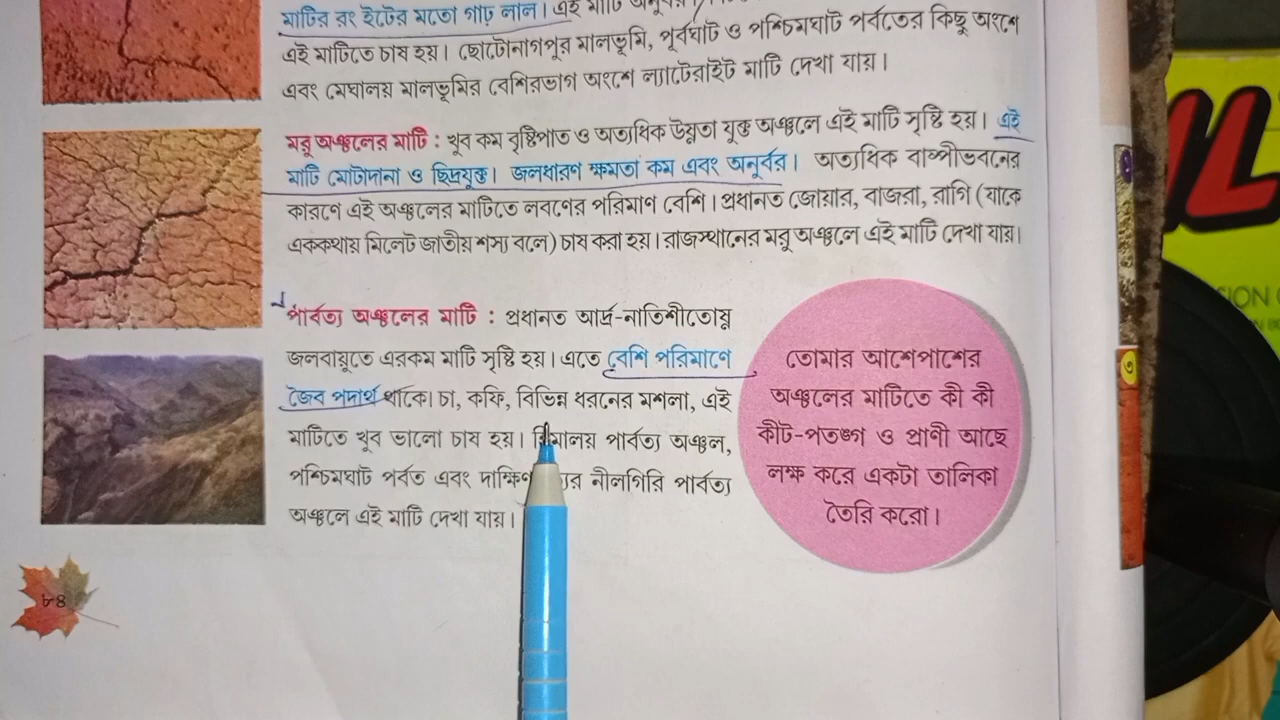 মাটির রং ইটের মতো গাঢ় লাল। এই মাটি
এই মাটিতে চাষ হয়। ছোটোনাগপুর মালভূমি, পূর্বঘাট ও পশ্চিমঘাট পর্বতের কিছু অংশে
এবং মেঘালয় মালভূমির বেশিরভাগ অংশে ল্যাটেরাইট মাটি দেখা যায়।
মরু অঞ্চলের মাটি : খুব কম বৃষ্টিপাত ও অত্যধিক উষ্ণতা যুক্ত অঞ্চলে এই মাটি সৃষ্টি হয়। এই
মাটি মোটাদানা ও ছিদ্রযুক্ত। জলধারণ ক্ষমতা কম এবং অনুর্বর। অত্যধিক বাষ্পীভবনের
কারণে এই অঞ্চলের মাটিতে লবণের পরিমাণ বেশি। প্রধানত জোয়ার, বাজরা, রাগি (যাকে
এককথায় মিলেট জাতীয় শস্য বলে) চাষ করা হয়। রাজস্থানের মরু অঞ্চলে এই মাটি দেখা যায়।
পার্বত্য অঞ্চলের মাটি : প্রধানত আর্দ্র-নাতিশীতোষ্ণ
জলবায়ুতে এরকম মাটি সৃষ্টি হয়। এতে বেশি পরিমাণে
জৈব পদার্থ থাকে। চা, কফি, বিভিন্ন ধরনের মশলা, এই
মাটিতে খুব ভালো চাষ হয়। হিমালয় পার্বত্য অঞ্চল,
পশ্চিমঘাট পর্বত এবং নীলগিরি পার্বত্য
অঞ্চলে এই মাটি দেখা যায়।
তোমার আশেপাশের
অঞ্চলের মাটিতে কী কী
কীট-পতঙ্গ ও প্রাণী আছে
লক্ষ করে একটা তালিকা
তৈরি করো।
৮৪
৩